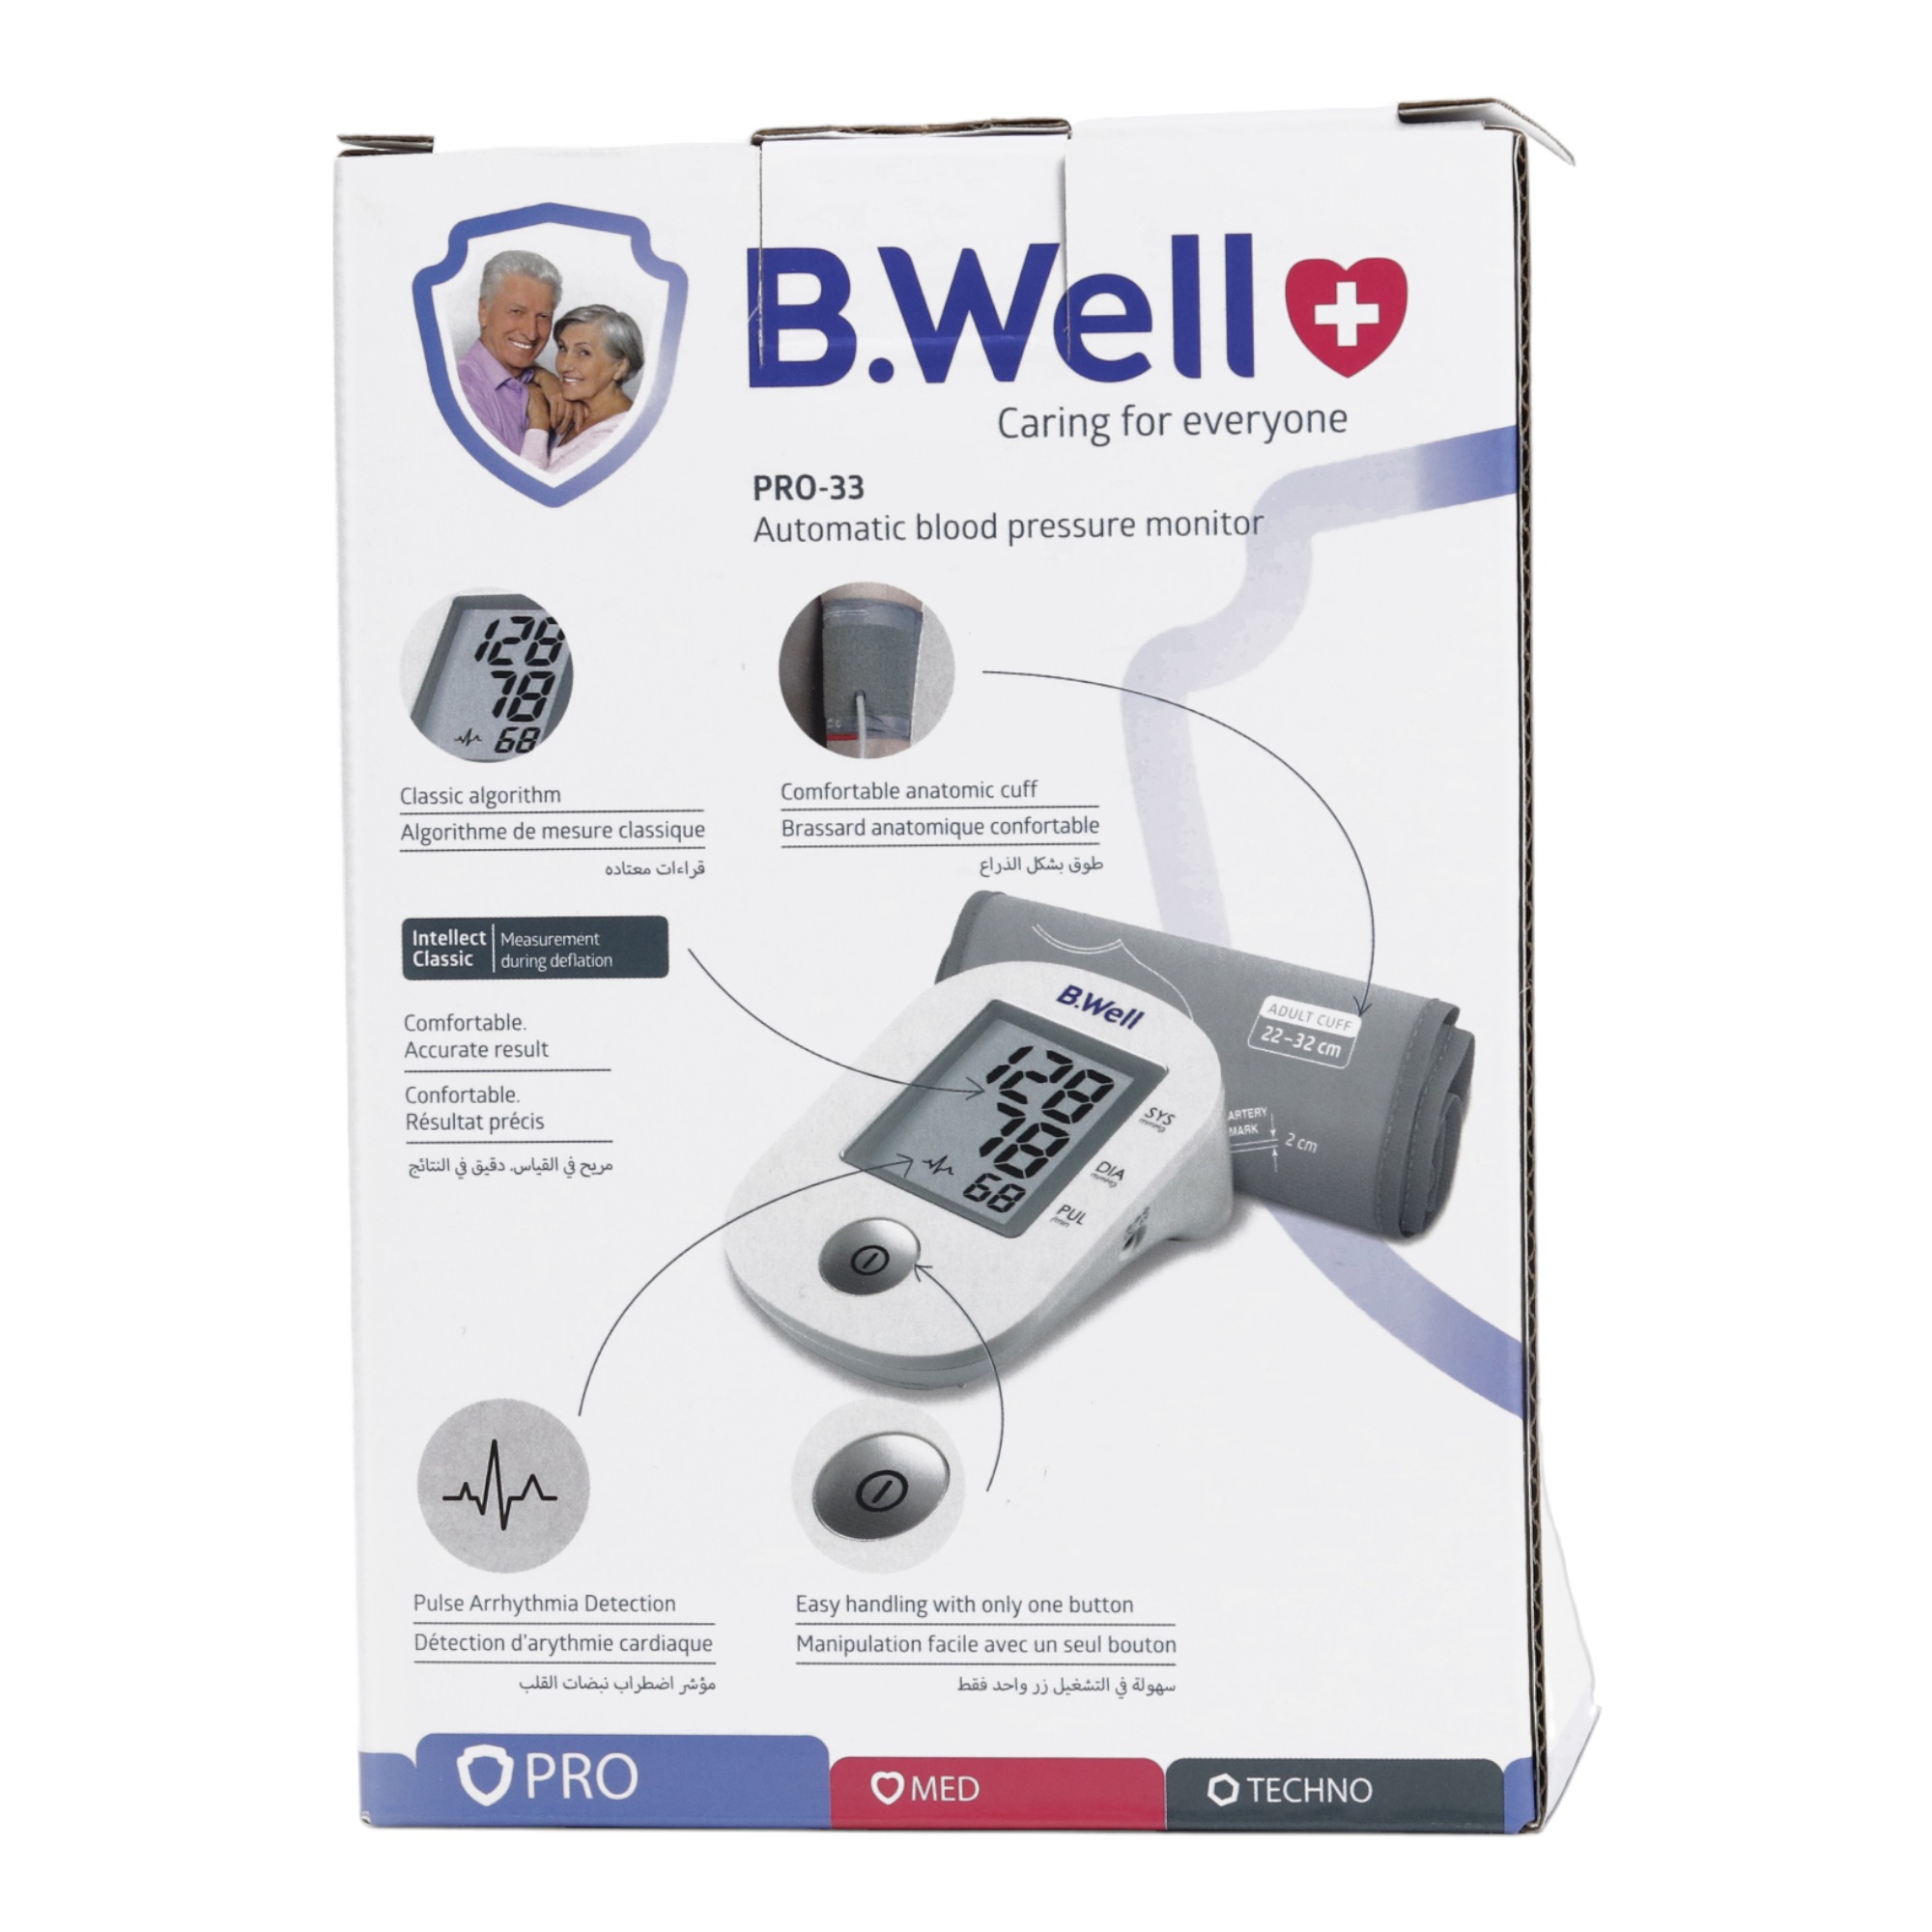 B.Well
Caring for everyone
PRO-33
Automatic blood pressure monitor
128
78
68
Classic algorithm
Algorithme de mesure classique
قراءات معتاده
Comfortable anatomic cuff
Brassard anatomique confortable
طوق بشكل الذراع
Intellect Classic
Measurement during deflation
Comfortable.
Accurate result
Confortable.
Résultat précis
مريح في القياس. دقيق في النتائج
B.Well
128
78
68
SYS
mmHg
DIA
mmHg
PUL
/min
ADULT CUFF
22-32 cm
ARTERY
MARK
2 cm
Pulse Arrhythmia Detection
Détection d'arythmie cardiaque
مؤشر اضطراب نبضات القلب
Easy handling with only one button
Manipulation facile avec un seul bouton
سهولة في التشغيل زر واحد فقط
PRO
MED
TECHNO